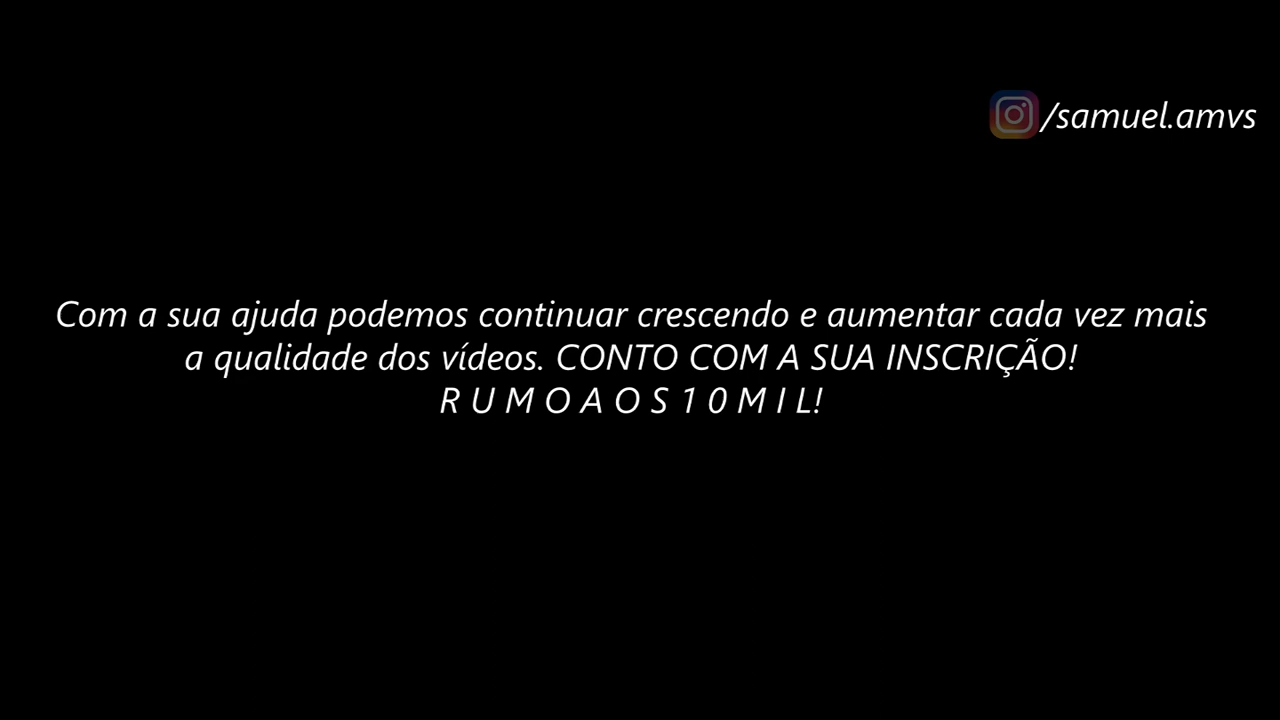 /samuel.amvs
Com a sua ajuda podemos continuar crescendo e aumentar cada vez mais
a qualidade dos vídeos. CONTO COM A SUA INSCRIÇÃO!
R U M O A O S 1 0 M I L!